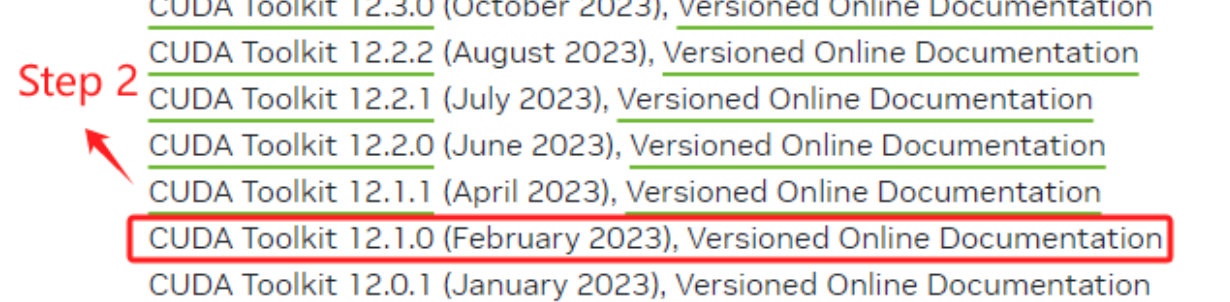 CUDA Toolkit 12.3.0 (October 2023), Versioned Online Documentation
CUDA Toolkit 12.2.2 (August 2023), Versioned Online Documentation
Step 2
CUDA Toolkit 12.2.1 (July 2023), Versioned Online Documentation
CUDA Toolkit 12.2.0 (June 2023), Versioned Online Documentation
CUDA Toolkit 12.1.1 (April 2023), Versioned Online Documentation
CUDA Toolkit 12.1.0 (February 2023), Versioned Online Documentation
CUDA Toolkit 12.0.1 (January 2023), Versioned Online Documentation